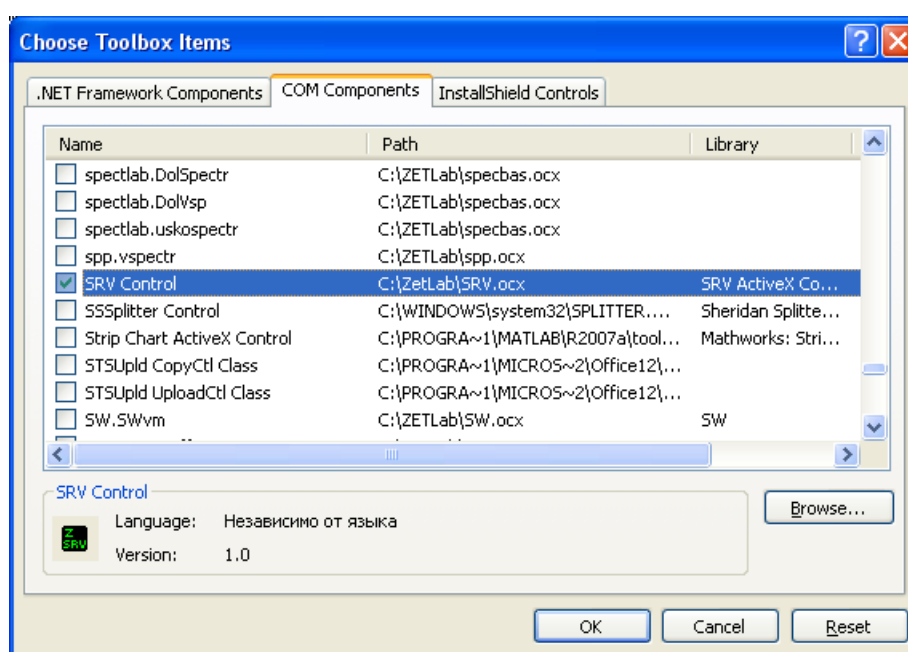 Choose Toolbox Items
.NET Framework Components COM Components InstallShield Controls
Name Path Library
spectlab.DolSpectr C:\ZETLab\specbas.ocx
spectlab.DolVsp C:\ZETLab\specbas.ocx
spectlab.uskospectr C:\ZETLab\specbas.ocx
spp.vspectr C:\ZETLab\spp.ocx
SRV Control C:\ZetLab\SRV.ocx SRV ActiveX Co...
SSSplitter Control C:\WINDOWS\system32\SPLITTER.... Sheridan Splitte...
Strip Chart ActiveX Control C:\PROGRA~1\MATLAB\R2007a\tool... Mathworks: Stri...
STSUpld CopyCtl Class C:\PROGRA~1\MICROS~2\Office12\...
STSUpld UploadCtl Class C:\PROGRA~1\MICROS~2\Office12\...
SW.SWvm C:\ZETLab\SW.ocx SW
SRV Control
Z
SRV
Language: Независимо от языка
Version: 1.0
Browse...
OK Cancel Reset